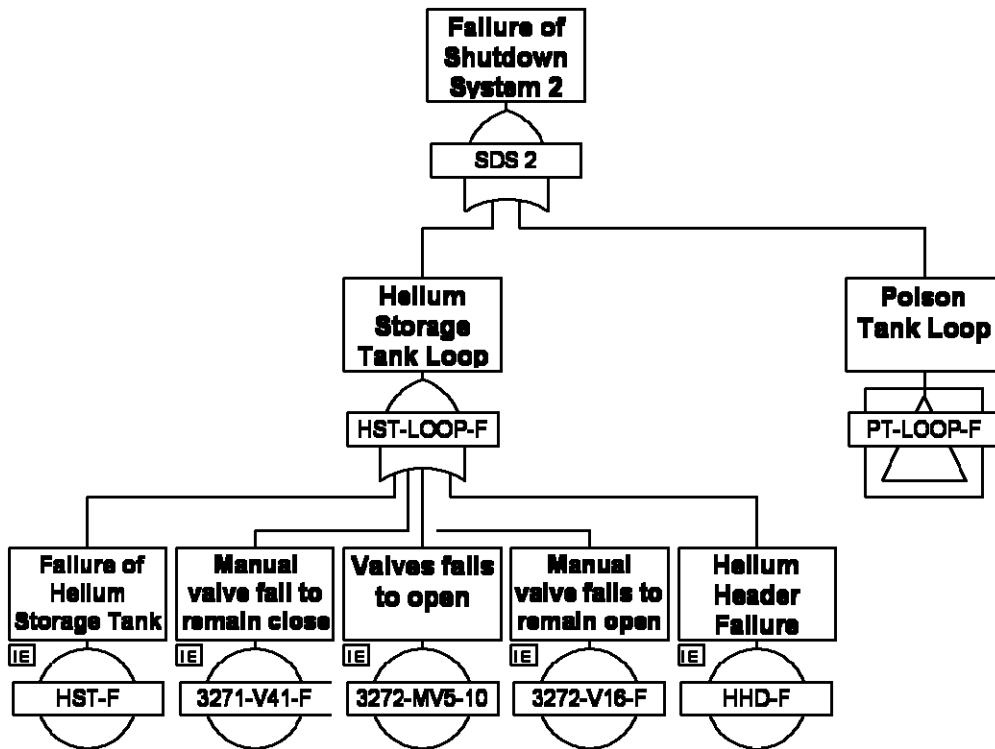 Failure of
Shutdown
System 2
SDS 2
Helium
Storage
Tank Loop
HST-LOOP-F
Poison
Tank Loop
PT-LOOP-F
Failure of
Helium
Storage Tank
IE
HST-F
Manual
valve fail to
remain close
IE
3271-V41-F
Valves fails
to open
IE
3272-MV5-10
Manual
valve fails to
remain open
IE
3272-V16-F
Helium
Header
Failure
IE
HHD-F